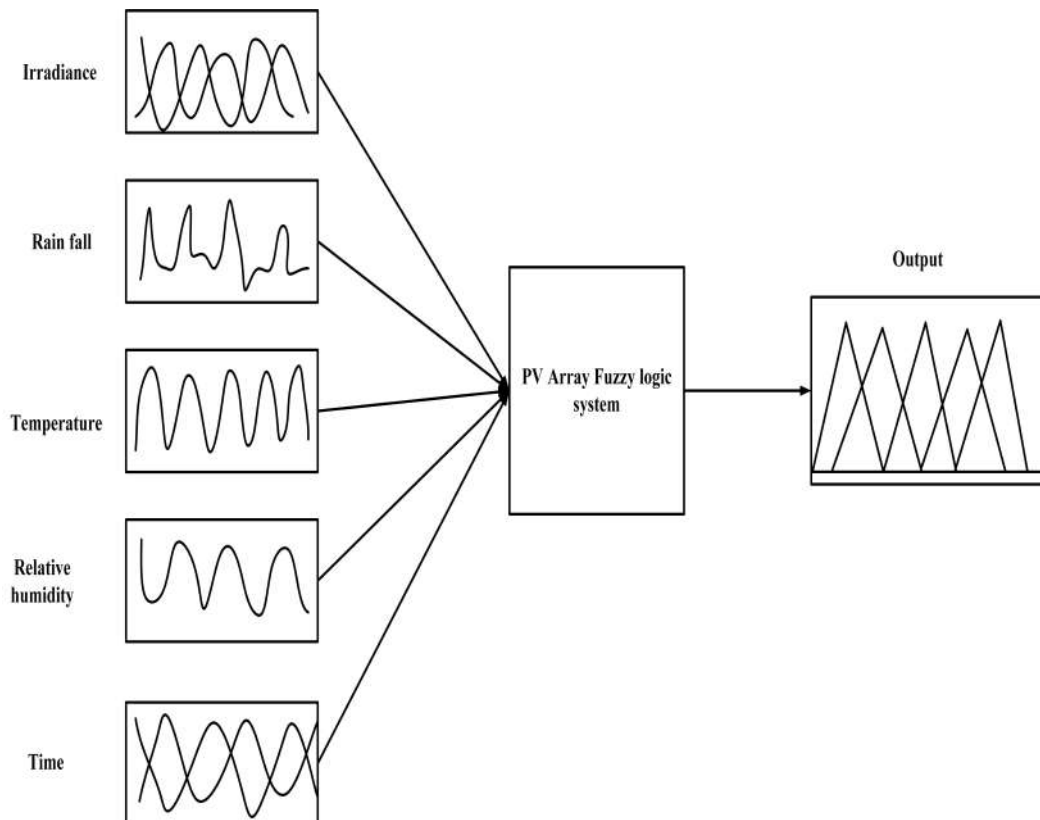 Irradiance
Rain fall
Temperature
Relative
humidity
Time
PV Array Fuzzy logic
system
Output